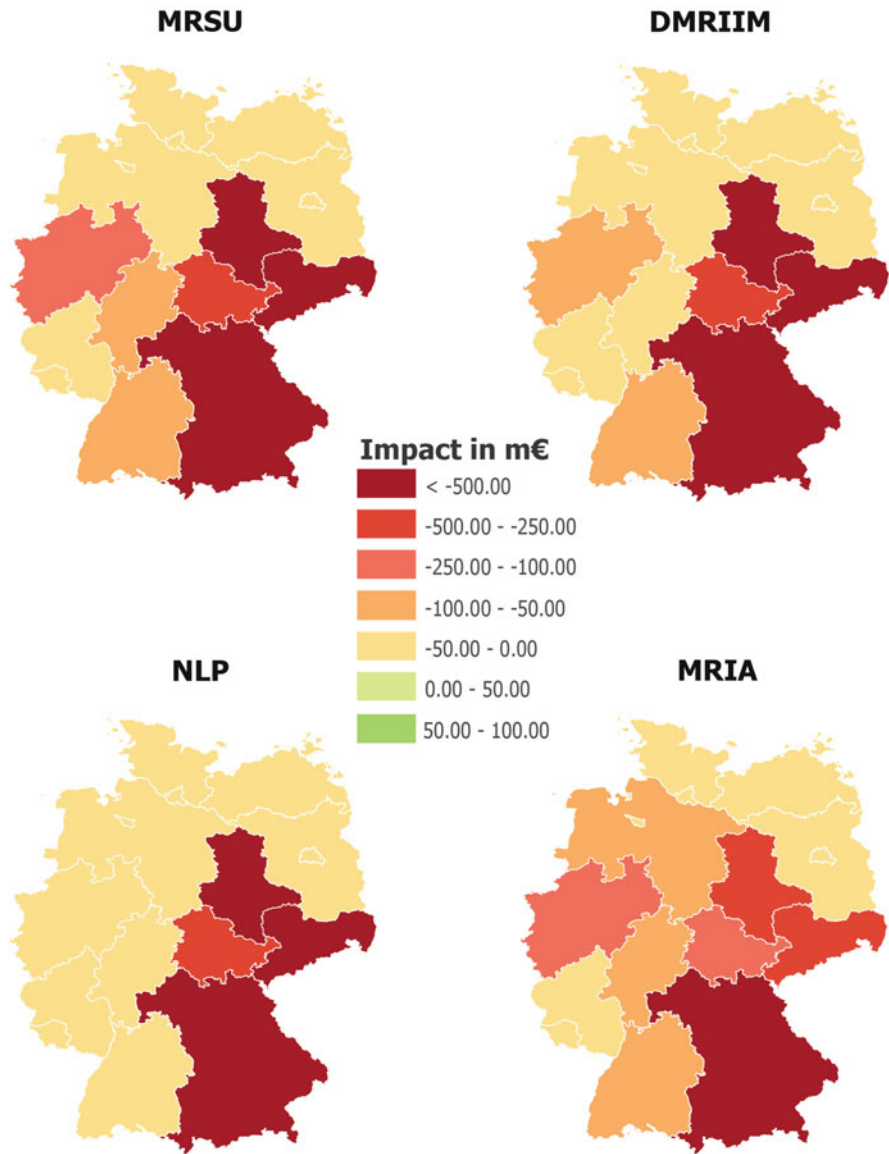 MRSU
DMRIIM
Impact in m€
< -500.00
-500.00 - -250.00
-250.00 - -100.00
-100.00 - -50.00
-50.00 - 0.00
0.00 - 50.00
50.00 - 100.00
NLP
MRIA